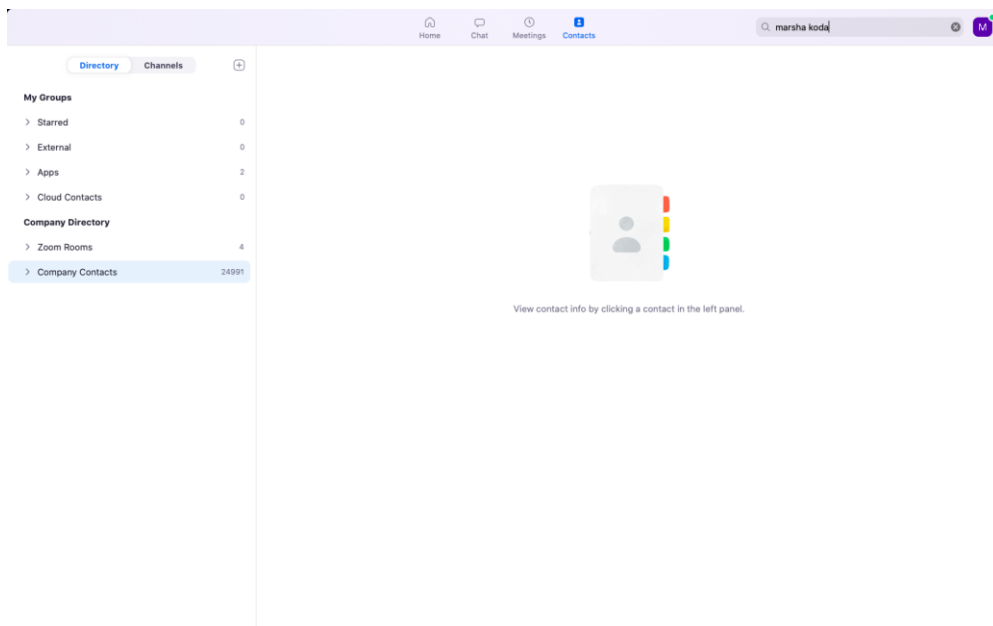 Home Chat Meetings Contacts
marsha koda
M
Directory Channels
My Groups
Starred 0
External 0
Apps 2
Cloud Contacts 0
Company Directory
Zoom Rooms 4
Company Contacts 24991
View contact info by clicking a contact in the left panel.